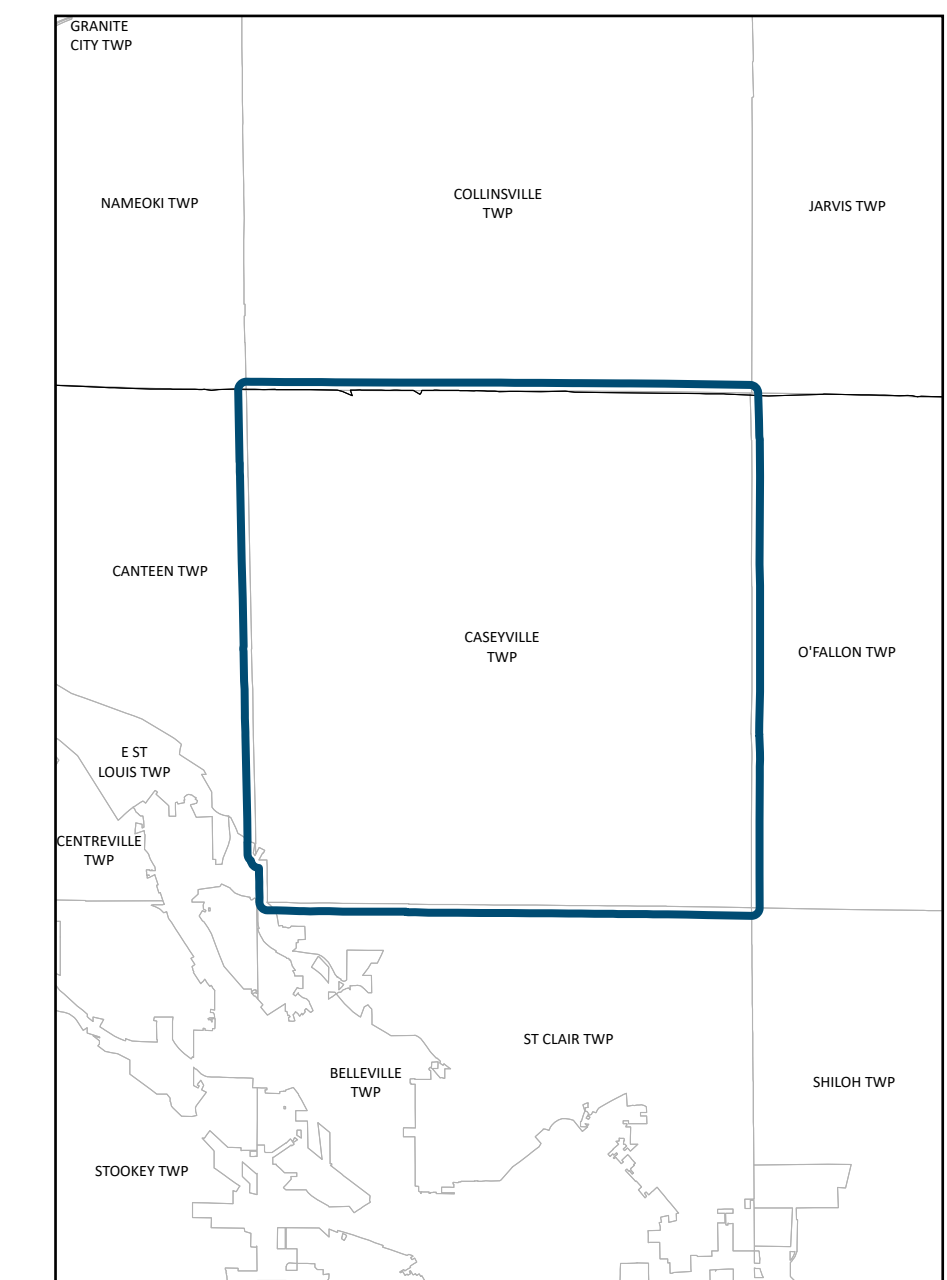 GRANITE
CITY TWP
NAMEOKI TWP
COLLINSVILLE
TWP
JARVIS TWP
CANTEEN TWP
CASEYVILLE
TWP
O'FALLON TWP
E ST
LOUIS TWP
CENTREVILLE
TWP
ST CLAIR TWP
BELLEVILLE
TWP
SHILOH TWP
STOOKEY TWP